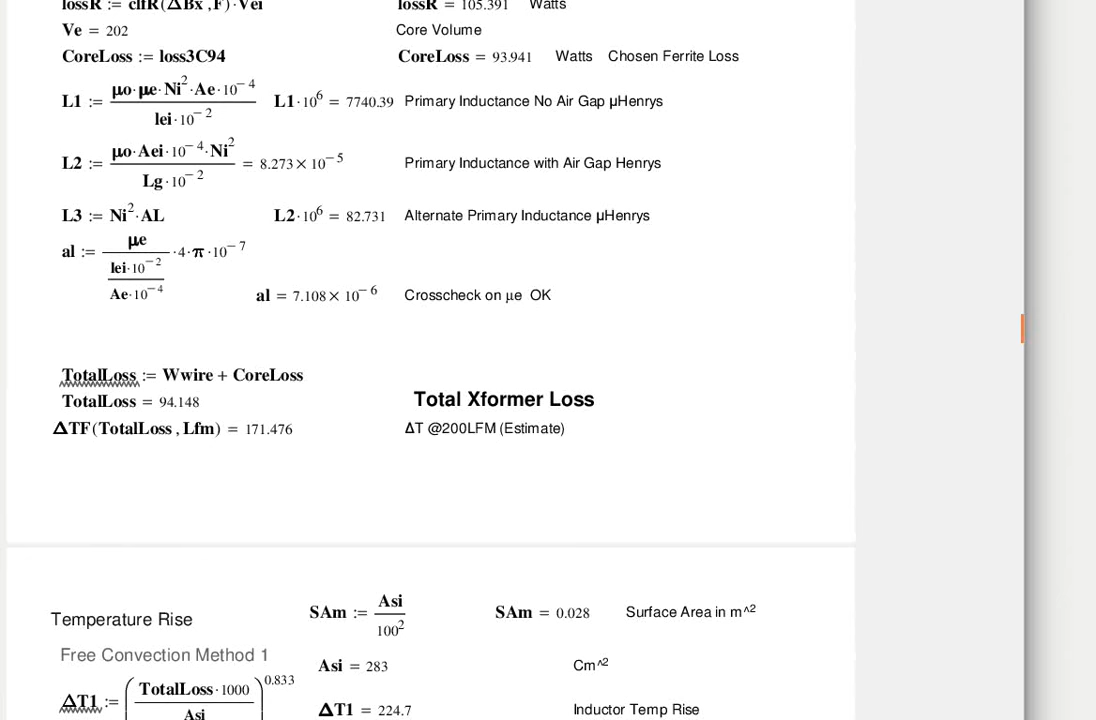 lossR := clfR(ΔBx , F)·Vei lossR = 105.391 Watts
Ve = 202 Core Volume
CoreLoss := loss3C94 CoreLoss = 93.941 Watts Chosen Ferrite Loss
L1 := μo·μe·Ni²·Ae·10⁻⁴ / lei·10⁻² L1·10⁶ = 7740.39 Primary Inductance No Air Gap μHenrys
L2 := μo·Aei·10⁻⁴·Ni² / Lg·10⁻² = 8.273 × 10⁻⁵ Primary Inductance with Air Gap Henrys
L3 := Ni²·AL L2·10⁶ = 82.731 Alternate Primary Inductance μHenrys
al := μe / (lei·10⁻² / Ae·10⁻⁴) ·4·π·10⁻⁷
al = 7.108 × 10⁻⁶ Crosscheck on μe OK
TotalLoss := Wwire + CoreLoss
TotalLoss = 94.148 Total Xformer Loss
ΔTF(TotalLoss , Lfm) = 171.476 ΔT @200LFM (Estimate)
Temperature Rise SAm := Asi / 100² SAm = 0.028 Surface Area in m^2
Free Convection Method 1 Asi = 283 Cm^2
ΔT1 := (TotalLoss·1000 / Asi)^0.833 ΔT1 = 224.7 Inductor Temp Rise